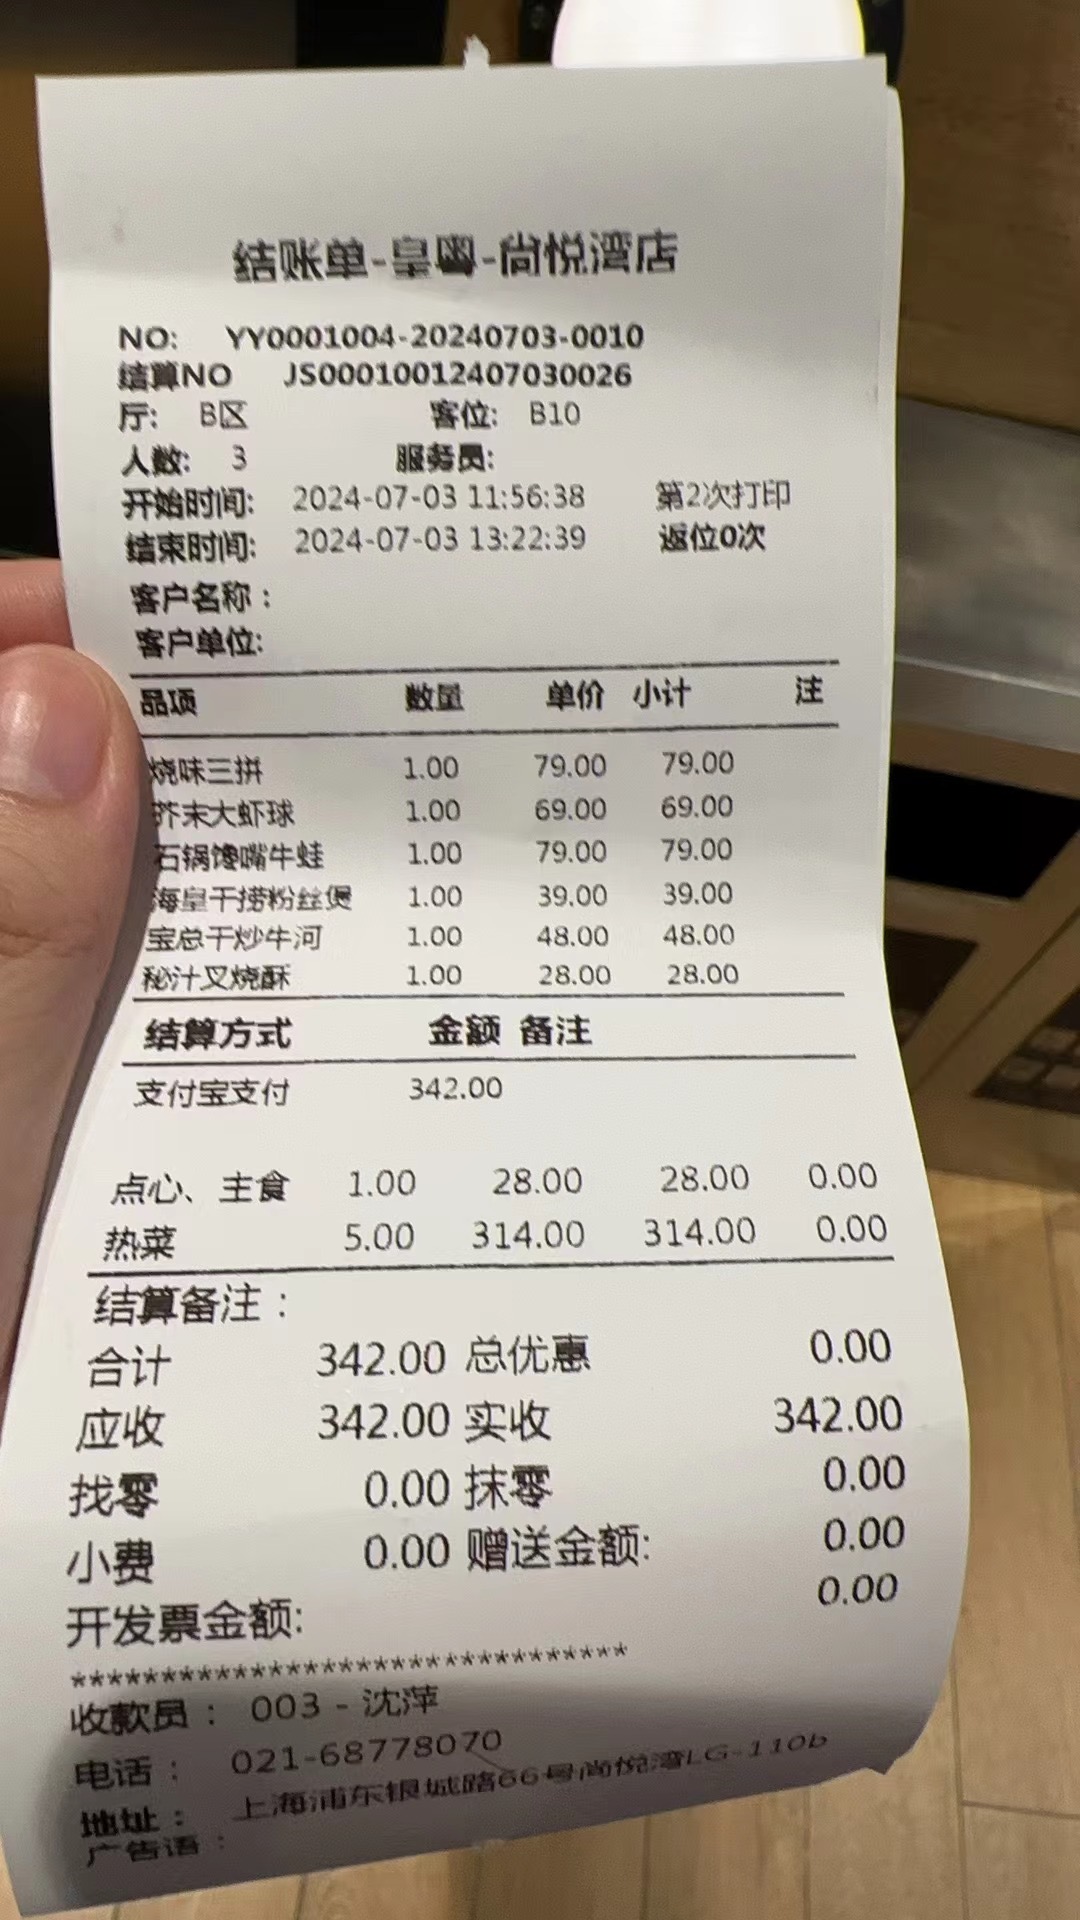 结账单-皇粤-尚悦湾店
NO: YY0001004-20240703-0010
结算NO JS00010012407030026
厅: B区 客位: B10
人数: 3 服务员:
开始时间: 2024-07-03 11:56:38 第2次打印
结束时间: 2024-07-03 13:22:39 返位0次
客户名称：
客户单位:
品项 数量 单价 小计 注
烧味三拼 1.00 79.00 79.00
芥末大虾球 1.00 69.00 69.00
石锅馋嘴牛蛙 1.00 79.00 79.00
海皇干捞粉丝煲 1.00 39.00 39.00
宝总干炒牛河 1.00 48.00 48.00
秘汁叉烧酥 1.00 28.00 28.00
结算方式 金额 备注
支付宝支付 342.00
点心、主食 1.00 28.00 28.00 0.00
热菜 5.00 314.00 314.00 0.00
结算备注：
合计 342.00 总优惠 0.00
应收 342.00 实收 342.00
找零 0.00 抹零 0.00
小费 0.00 赠送金额: 0.00
开发票金额: 0.00
*******************************
收款员： 003 - 沈萍
电话： 021-68778070
地址： 上海浦东银城路66号尚悦湾LG-110b
广告语：